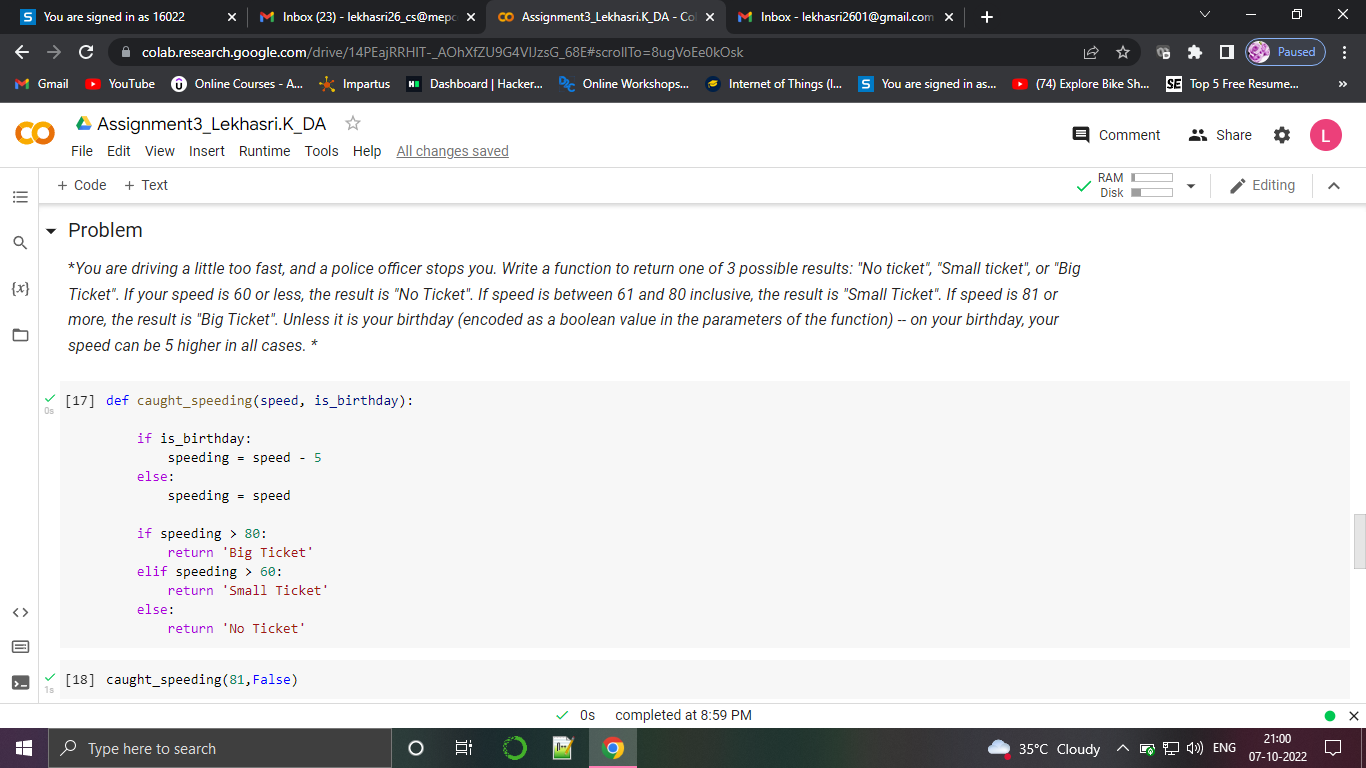 You are signed in as 16022
Inbox (23) - lekhasri26_cs@mepc
Assignment3_Lekhasri.K_DA - Col
Inbox - lekhasri2601@gmail.com
colab.research.google.com/drive/14PEajRRHIT-_AOhXfZU9G4VIJzsG_68E#scrollTo=8ugVoEe0kOsk
Paused
Gmail
YouTube
Online Courses - A...
Impartus
Dashboard | Hacker...
Online Workshops...
Internet of Things (I...
You are signed in as...
(74) Explore Bike Sh...
Top 5 Free Resume...
»
Assignment3_Lekhasri.K_DA
Comment
Share
L
File Edit View Insert Runtime Tools Help All changes saved
+ Code + Text
RAM
Disk
Editing
Problem
*You are driving a little too fast, and a police officer stops you. Write a function to return one of 3 possible results: "No ticket", "Small ticket", or "Big
Ticket". If your speed is 60 or less, the result is "No Ticket". If speed is between 61 and 80 inclusive, the result is "Small Ticket". If speed is 81 or
more, the result is "Big Ticket". Unless it is your birthday (encoded as a boolean value in the parameters of the function) -- on your birthday, your
speed can be 5 higher in all cases. *
0s
[17] def caught_speeding(speed, is_birthday):
if is_birthday:
speeding = speed - 5
else:
speeding = speed
if speeding > 80:
return 'Big Ticket'
elif speeding > 60:
return 'Small Ticket'
else:
return 'No Ticket'
1s
[18] caught_speeding(81,False)
0s completed at 8:59 PM
Type here to search
35°C Cloudy
ENG
21:00
07-10-2022